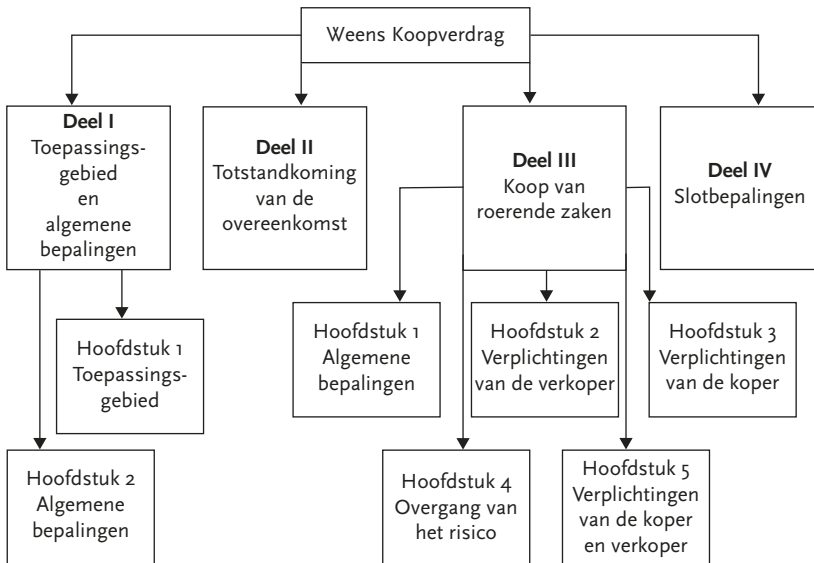 Weens Koopverdrag
Deel I
Toepassings-
gebied
en
algemene
bepalingen
Deel II
Totstandkoming
van de
overeenkomst
Deel III
Koop van
roerende zaken
Deel IV
Slotbepalingen
Hoofdstuk 1
Toepassings-
gebied
Hoofdstuk 2
Algemene
bepalingen
Hoofdstuk 1
Algemene
bepalingen
Hoofdstuk 2
Verplichtingen
van de verkoper
Hoofdstuk 3
Verplichtingen
van de koper
Hoofdstuk 4
Overgang van
het risico
Hoofdstuk 5
Verplichtingen
van de koper
en verkoper